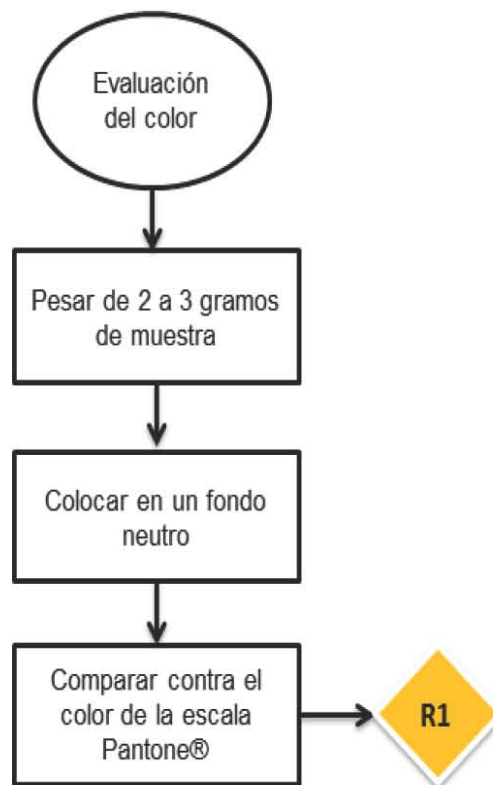 Evaluación
del color
Pesar de 2 a 3 gramos
de muestra
Colocar en un fondo
neutro
Comparar contra el
color de la escala
Pantone®
R1